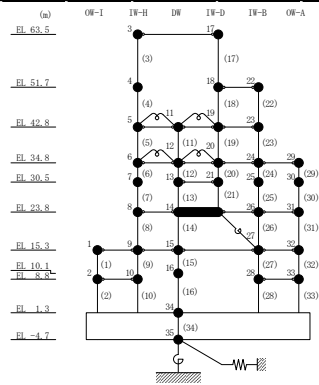 (m) OW-I IW-H DW IW-D IW-B OW-A
EL 63.5 3 17
(3) (17)
EL 51.7 4 18 22
(4) (18) (22)
EL 42.8 5 11 19 23
(5) (11) (19) (23)
EL 34.8 6 12 20 24 29
(6) (12) (20) (24) (29)
EL 30.5 7 13 21 25 30
(7) (13) (21) (25) (30)
EL 23.8 8 14 26 31
(8) (14) 27 (26) (31)
EL 15.3 1 9 15 32
(1) (9) (15) (27) (32)
EL 10.1 16
EL 8.8 2 10 28 33
(2) (10) (16) (28) (33)
EL 1.3 34
(34)
EL -4.7 35